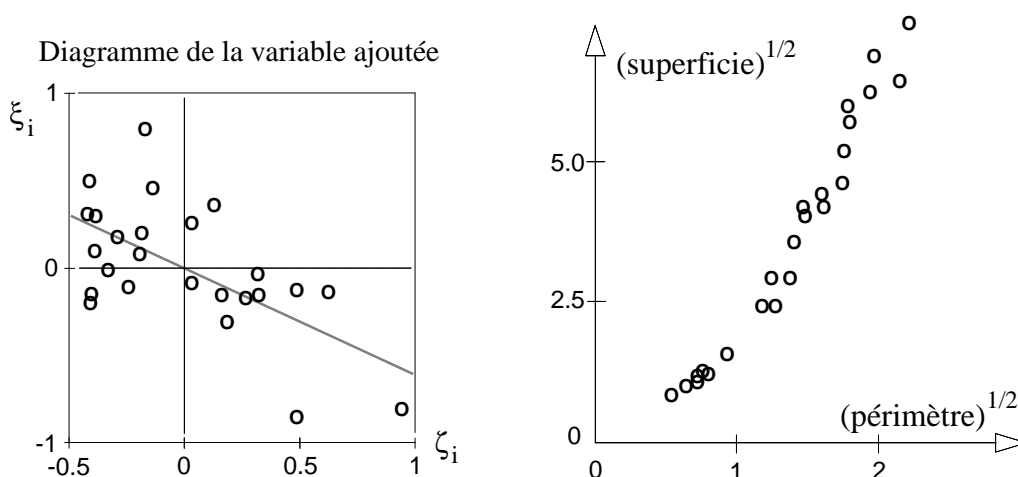 Diagramme de la variable ajoutée
1
ξi
0
-1
-0.5
0
0.5
1
ζi
(superficie)1/2
5.0
2.5
0
(périmètre)1/2
0
1
2